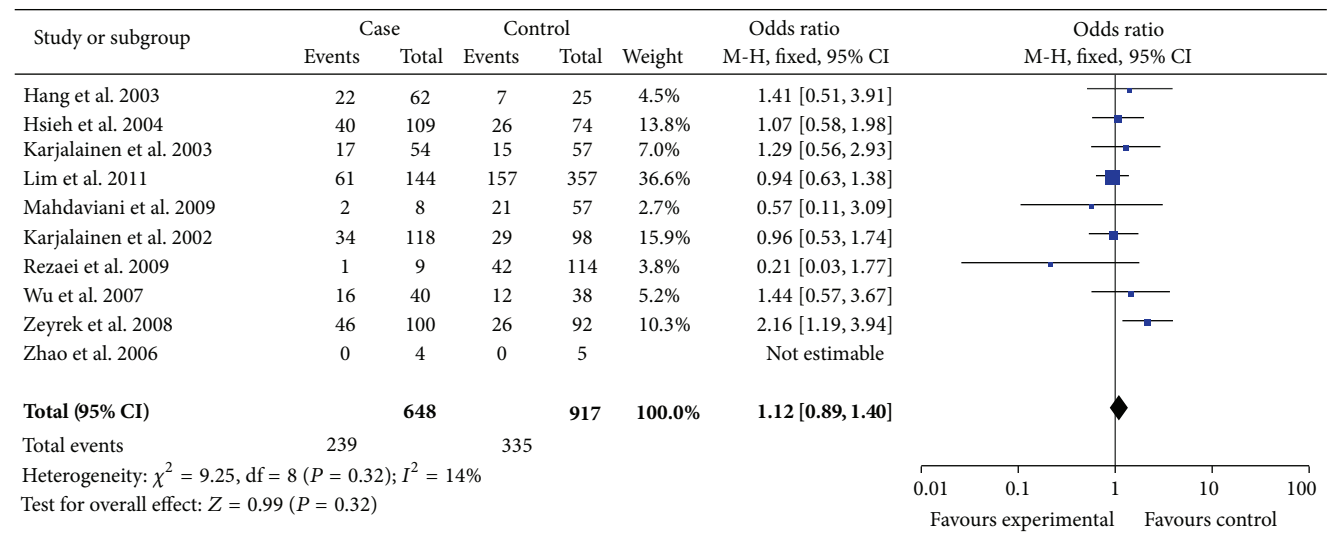 Study or subgroup Case Control Odds ratio Odds ratio
Events Total Events Total Weight M-H, fixed, 95% CI M-H, fixed, 95% CI
Hang et al. 2003 22 62 7 25 4.5% 1.41 [0.51, 3.91]
Hsieh et al. 2004 40 109 26 74 13.8% 1.07 [0.58, 1.98]
Karjalainen et al. 2003 17 54 15 57 7.0% 1.29 [0.56, 2.93]
Lim et al. 2011 61 144 157 357 36.6% 0.94 [0.63, 1.38]
Mahdaviani et al. 2009 2 8 21 57 2.7% 0.57 [0.11, 3.09]
Karjalainen et al. 2002 34 118 29 98 15.9% 0.96 [0.53, 1.74]
Rezaei et al. 2009 1 9 42 114 3.8% 0.21 [0.03, 1.77]
Wu et al. 2007 16 40 12 38 5.2% 1.44 [0.57, 3.67]
Zeyrek et al. 2008 46 100 26 92 10.3% 2.16 [1.19, 3.94]
Zhao et al. 2006 0 4 0 5 Not estimable
Total (95% CI) 648 917 100.0% 1.12 [0.89, 1.40]
Total events 239 335
Heterogeneity: χ² = 9.25, df = 8 (P = 0.32); I² = 14%
Test for overall effect: Z = 0.99 (P = 0.32)
0.01 0.1 1 10 100
Favours experimental Favours control